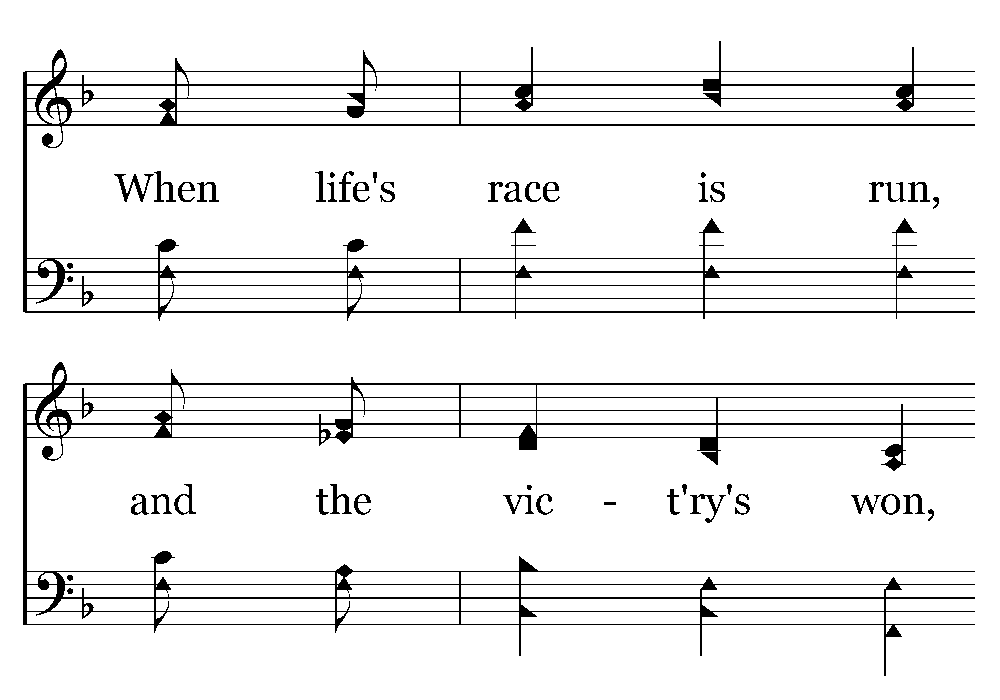 When life's race is run,
and the vic - t'ry's won,